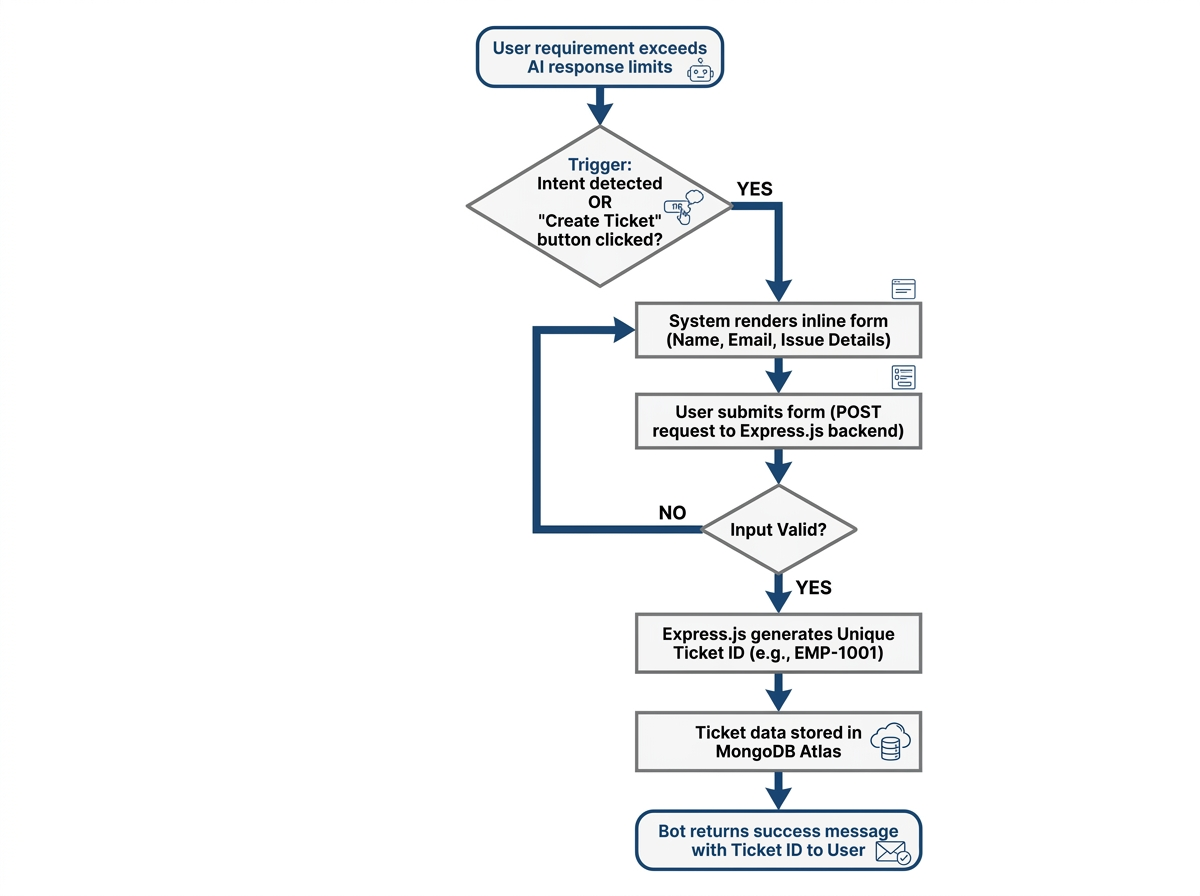 User requirement exceeds
AI response limits
Trigger:
Intent detected
OR
"Create Ticket"
button clicked?
YES
System renders inline form
(Name, Email, Issue Details)
User submits form (POST
request to Express.js backend)
NO
Input Valid?
YES
Express.js generates Unique
Ticket ID (e.g., EMP-1001)
Ticket data stored in
MongoDB Atlas
Bot returns success message
with Ticket ID to User